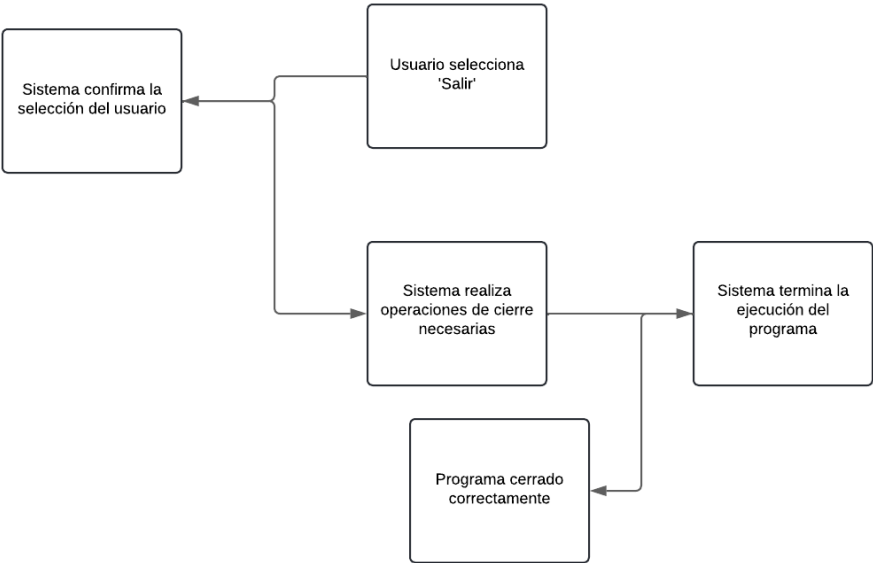 Usuario selecciona
'Salir'
Sistema confirma la
selección del usuario
Sistema realiza
operaciones de cierre
necesarias
Sistema termina la
ejecución del
programa
Programa cerrado
correctamente